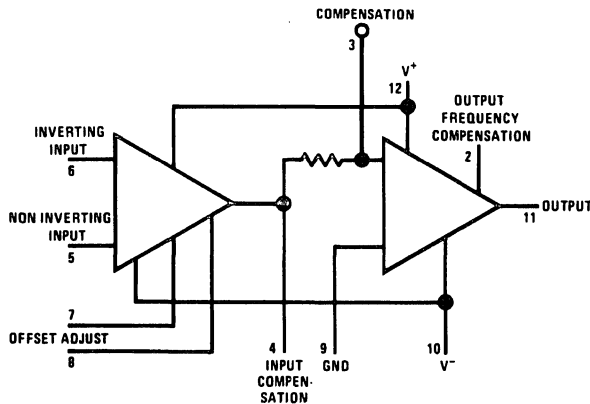 COMPENSATION
3
V+
12
OUTPUT
FREQUENCY
COMPENSATION
2
INVERTING
INPUT
6
NON INVERTING
INPUT
5
OUTPUT
11
7
OFFSET ADJUST
8
4
INPUT
COMPEN-
SATION
9
GND
10
V-